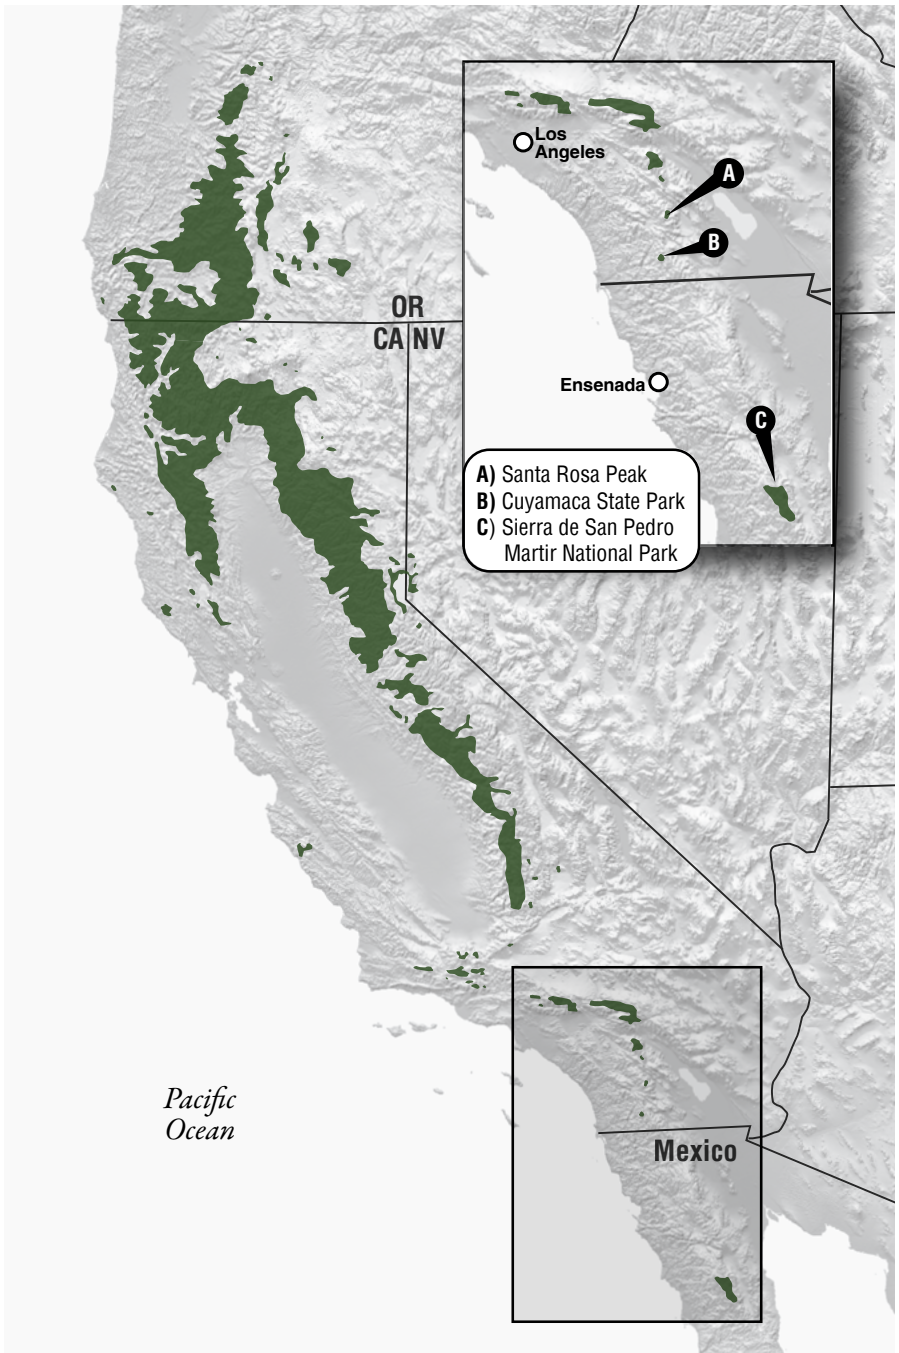 Los
Angeles
A
B
OR
CA NV
Ensenada
C
A) Santa Rosa Peak
B) Cuyamaca State Park
C) Sierra de San Pedro
Martir National Park
Pacific
Ocean
Mexico